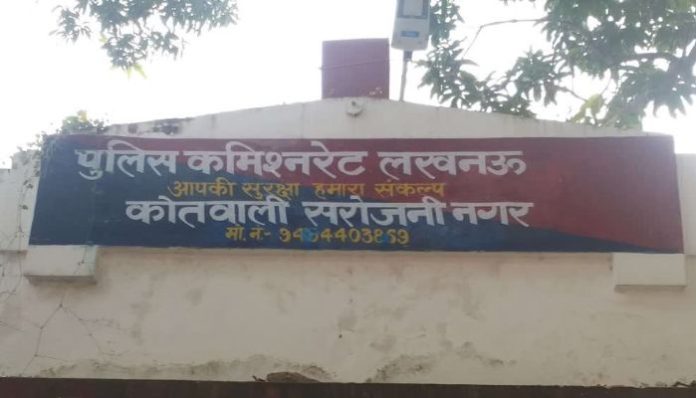 पुलिस कमिश्नरेट लखनऊ
आपकी सुरक्षा हमारा संकल्प
कोतवाली सरोजनी नगर
मो. न.-